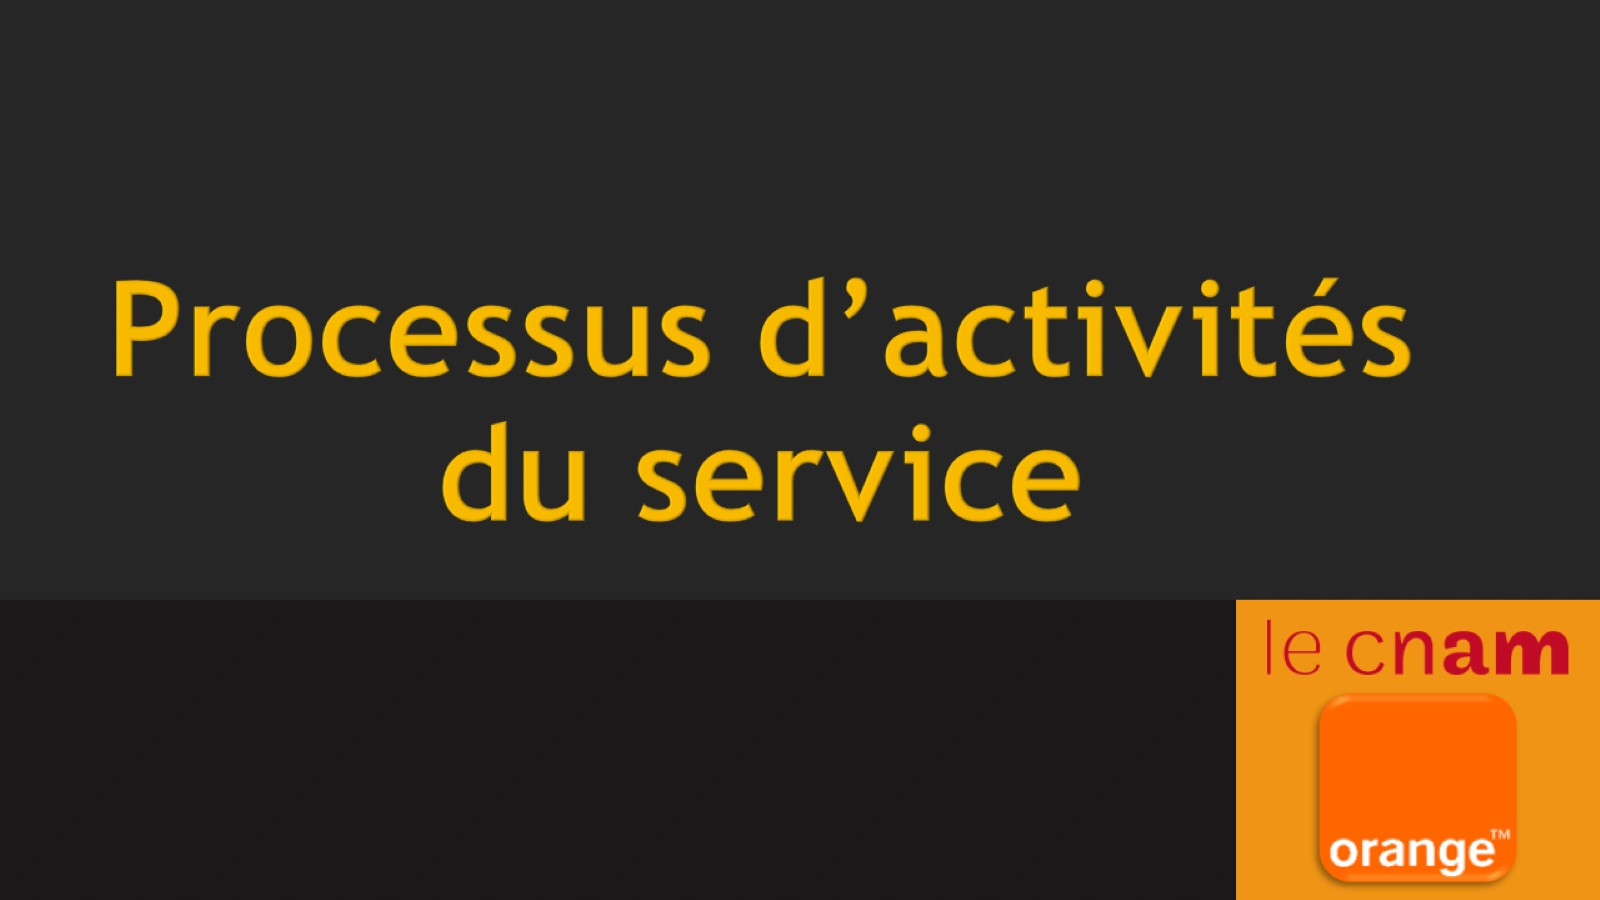 Processus d’activités
du service
le cnam
orange™